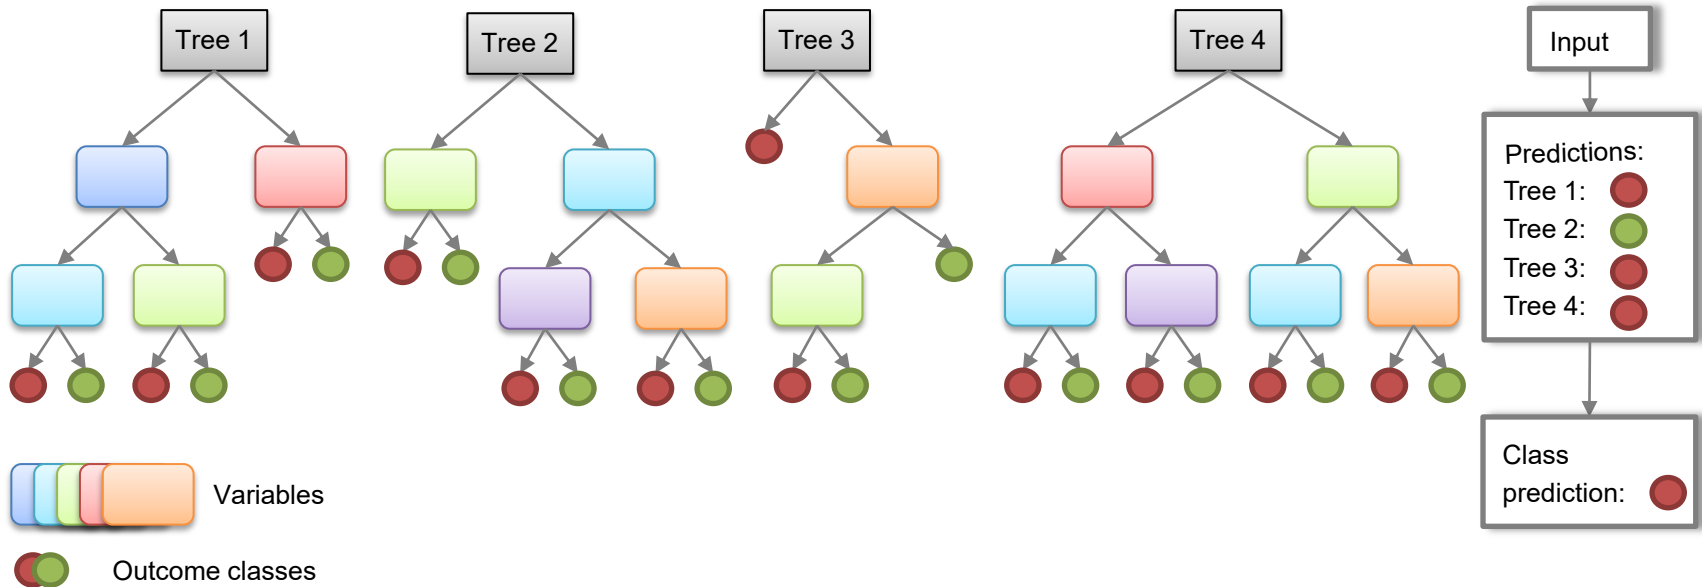 Tree 1
Tree 2
Tree 3
Tree 4
Input
Predictions:
Tree 1:
Tree 2:
Tree 3:
Tree 4:
Class
prediction:
Variables
Outcome classes